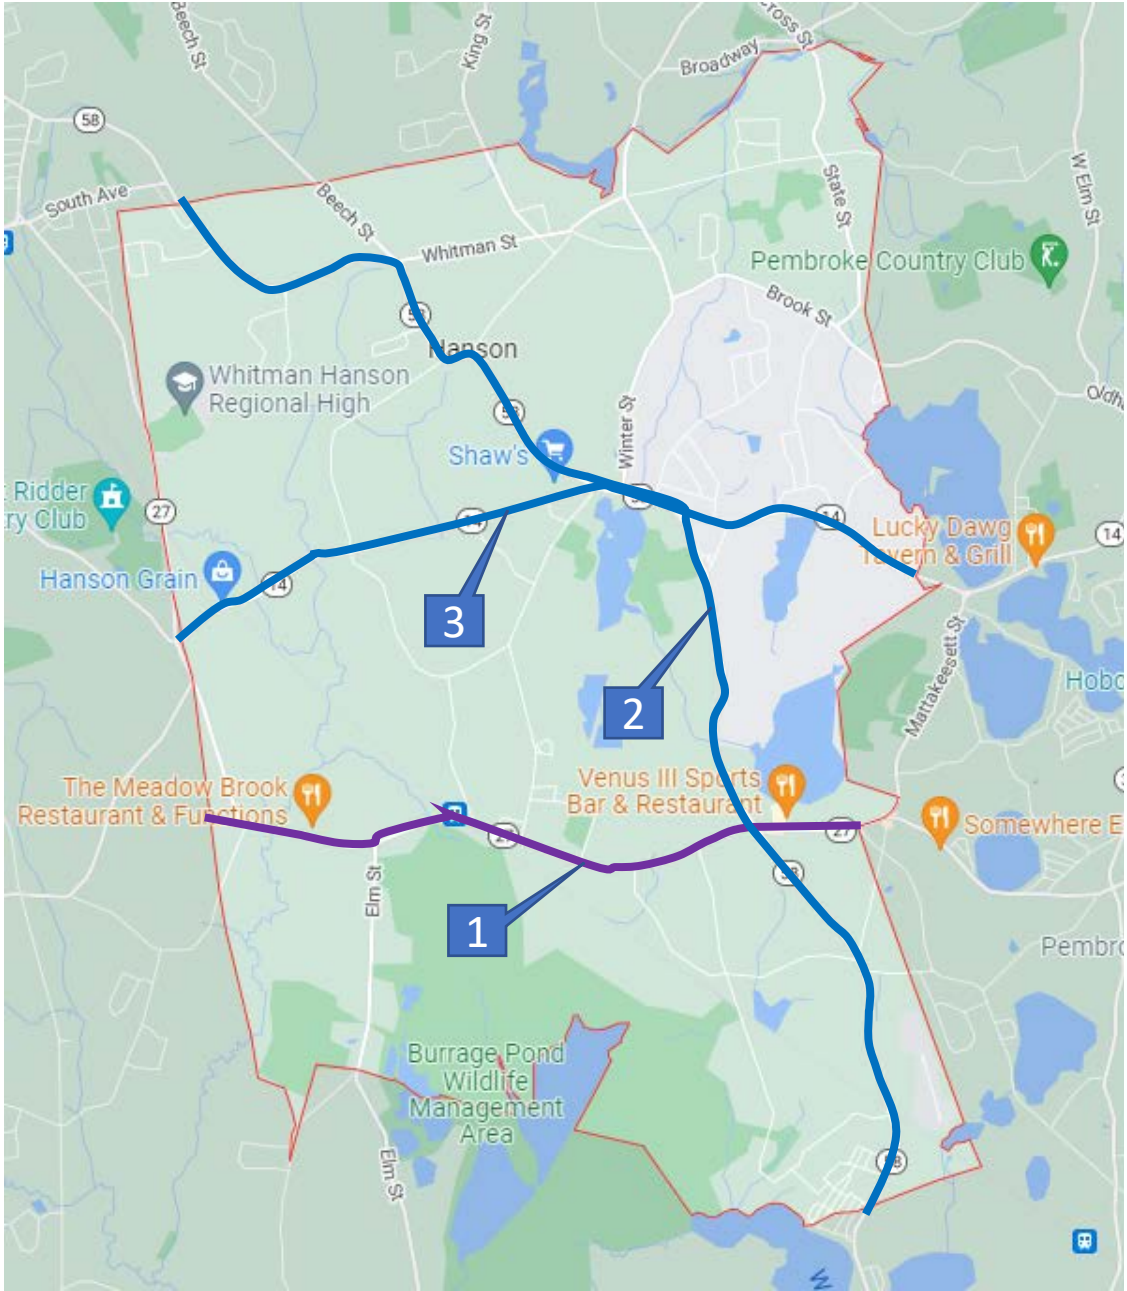 Cross St
Beech St
King St
Broadway
58
W Elm St
State St
South Ave
Beech St
Whitman St
Pembroke Country Club
Brook St
58
Hanson
Whitman Hanson
Regional High
Winter St
58
Shaw's
Ridder
ry Club
27
58
14
14
Lucky Dawg
Tavern & Grill
14
Hanson Grain
14
3
Mattakeesett St
Hobo
2
The Meadow Brook
Restaurant & Functions
Venus III Sports
Bar & Restaurant
27
27
Somewhere E
58
Elm St
1
Pembro
Burrage Pond
Wildlife
Management
Area
Elm St
58